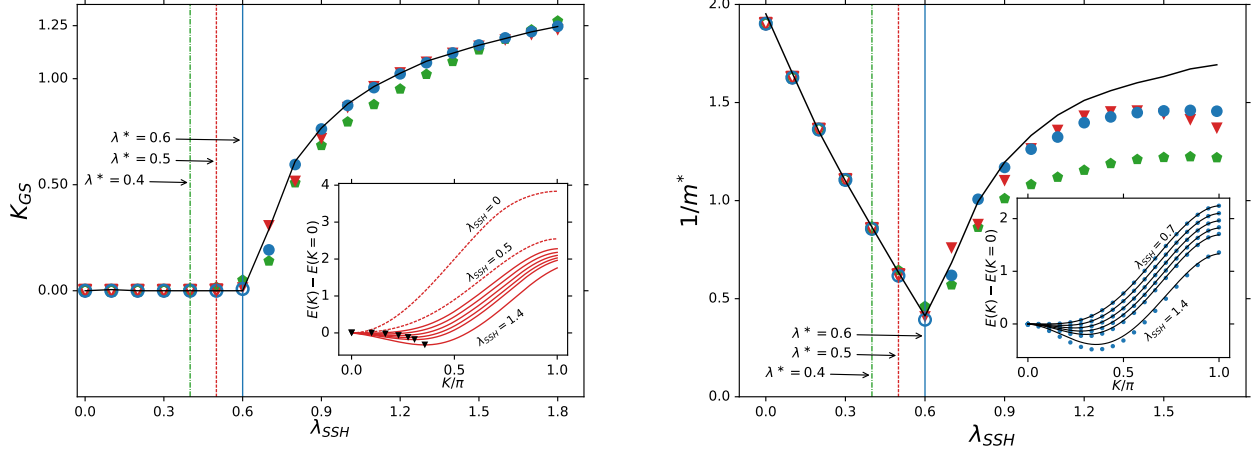 1.25
1.00
0.50
0.00
K_GS
λ* = 0.6
λ* = 0.5
λ* = 0.4
0.0 0.3 0.6 0.9 1.2 1.5 1.8
λ_SSH
4
3
2
1
0
E(K) − E(K = 0)
λ_SSH = 0
λ_SSH = 0.5
λ_SSH = 1.4
0.0 0.5 1.0
K/π
2.0
1.5
1.0
0.5
0.0
1/m*
λ* = 0.6
λ* = 0.5
λ* = 0.4
0.0 0.3 0.6 0.9 1.2 1.5
λ_SSH
2
1
0
E(K) − E(K = 0)
λ_SSH = 0.7
λ_SSH = 1.4
0.0 0.5 1.0
K/π